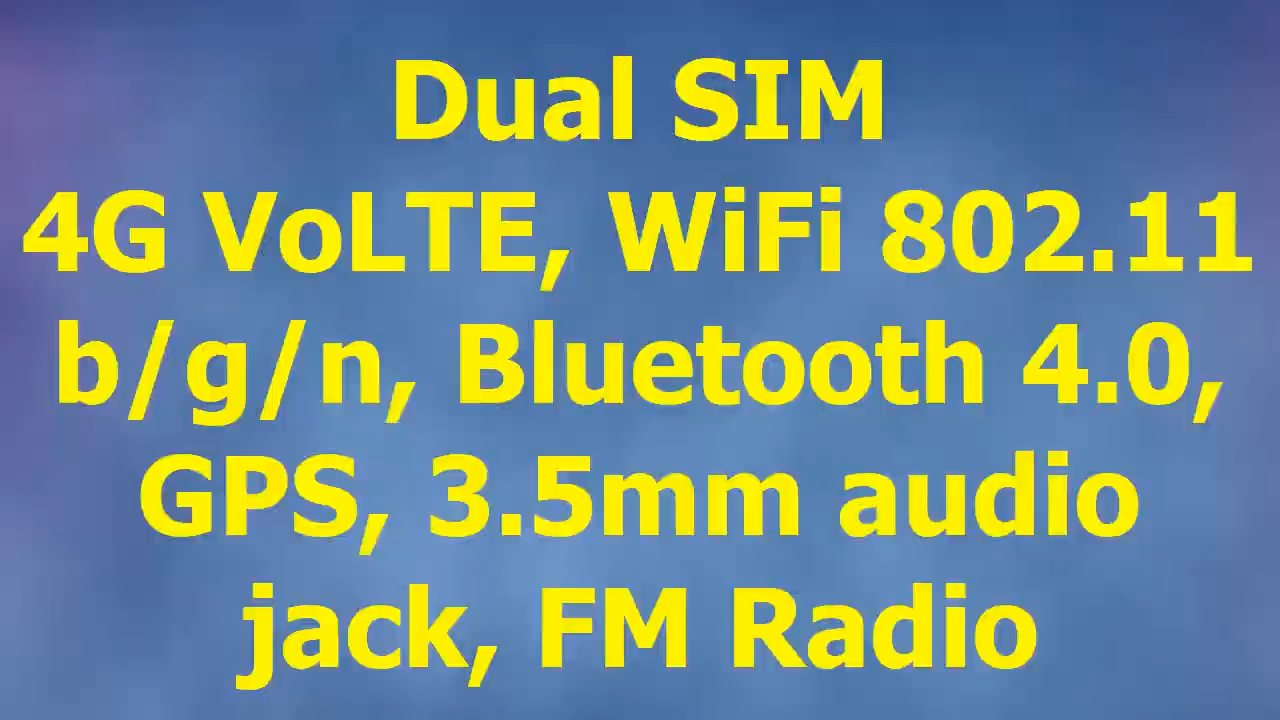 Dual SIM
4G VoLTE, WiFi 802.11
b/g/n, Bluetooth 4.0,
GPS, 3.5mm audio
jack, FM Radio